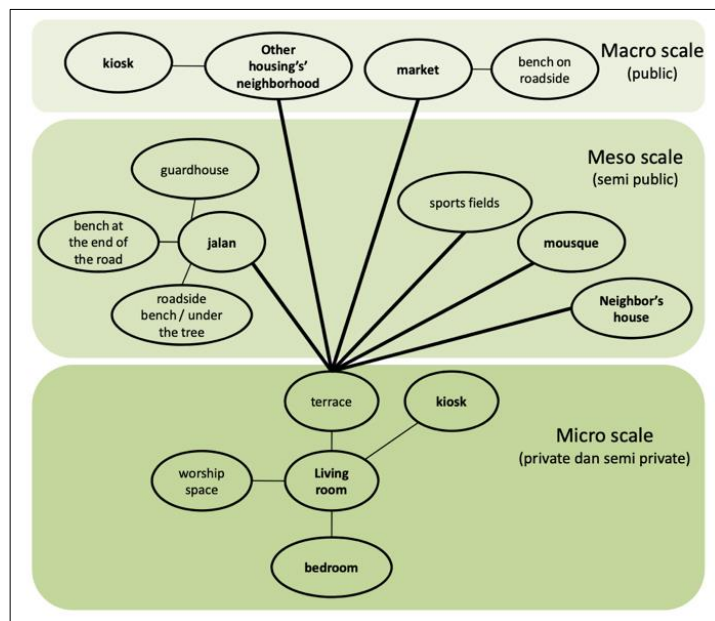 kiosk
Other
housing's'
neighborhood
market
bench on
roadside
Macro scale
(public)
Meso scale
(semi public)
guardhouse
bench at
the end of
the road
jalan
roadside
bench / under
the tree
sports fields
mousque
Neighbor's
house
terrace
kiosk
Micro scale
(private dan semi private)
worship
space
Living
room
bedroom